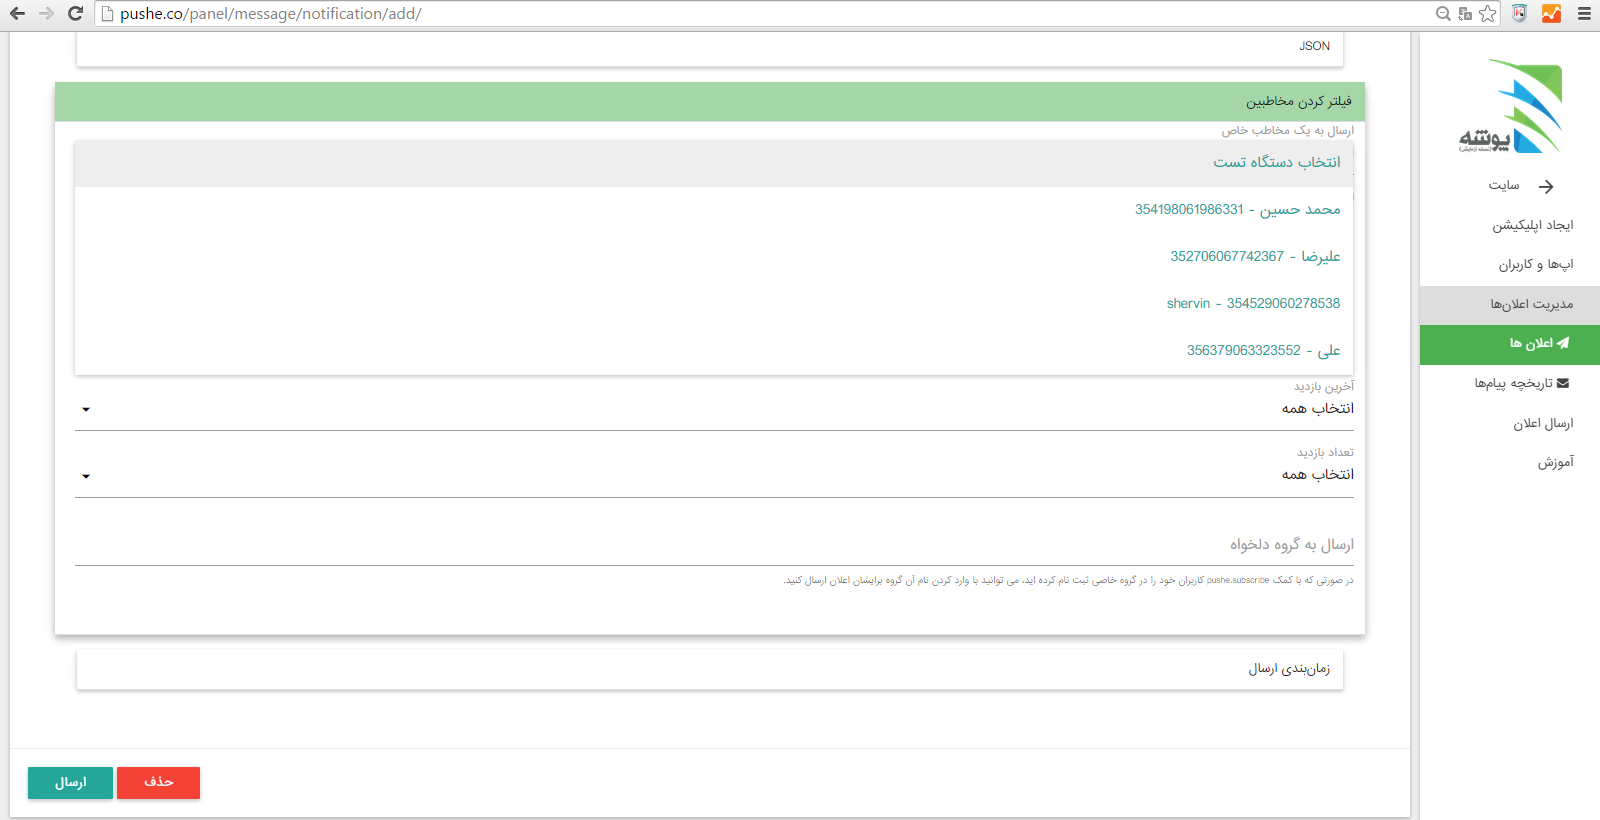 pushe.co/panel/message/notification/add/
JSON
فیلتر کردن مخاطبین
ارسال به یک مخاطب خاص
انتخاب دستگاه تست
محمد حسین - 354198061986331
علیرضا - 352706067742367
shervin - 354529060278538
علی - 356379063323552
آخرین بازدید
انتخاب همه
تعداد بازدید
انتخاب همه
ارسال به گروه دلخواه
در صورتی که با کمک pushe.subscribe کاربران خود را در گروه خاصی ثبت نام کرده اید، می توانید با وارد کردن نام آن گروه برایشان اعلان ارسال کنید.
زمان‌بندی ارسال
حذف
ارسال
پوشه
(نسخه آزمایشی)
سایت
ایجاد اپلیکیشن
اپ‌ها و کاربران
مدیریت اعلان‌ها
اعلان ها
تاریخچه پیام‌ها
ارسال اعلان
آموزش